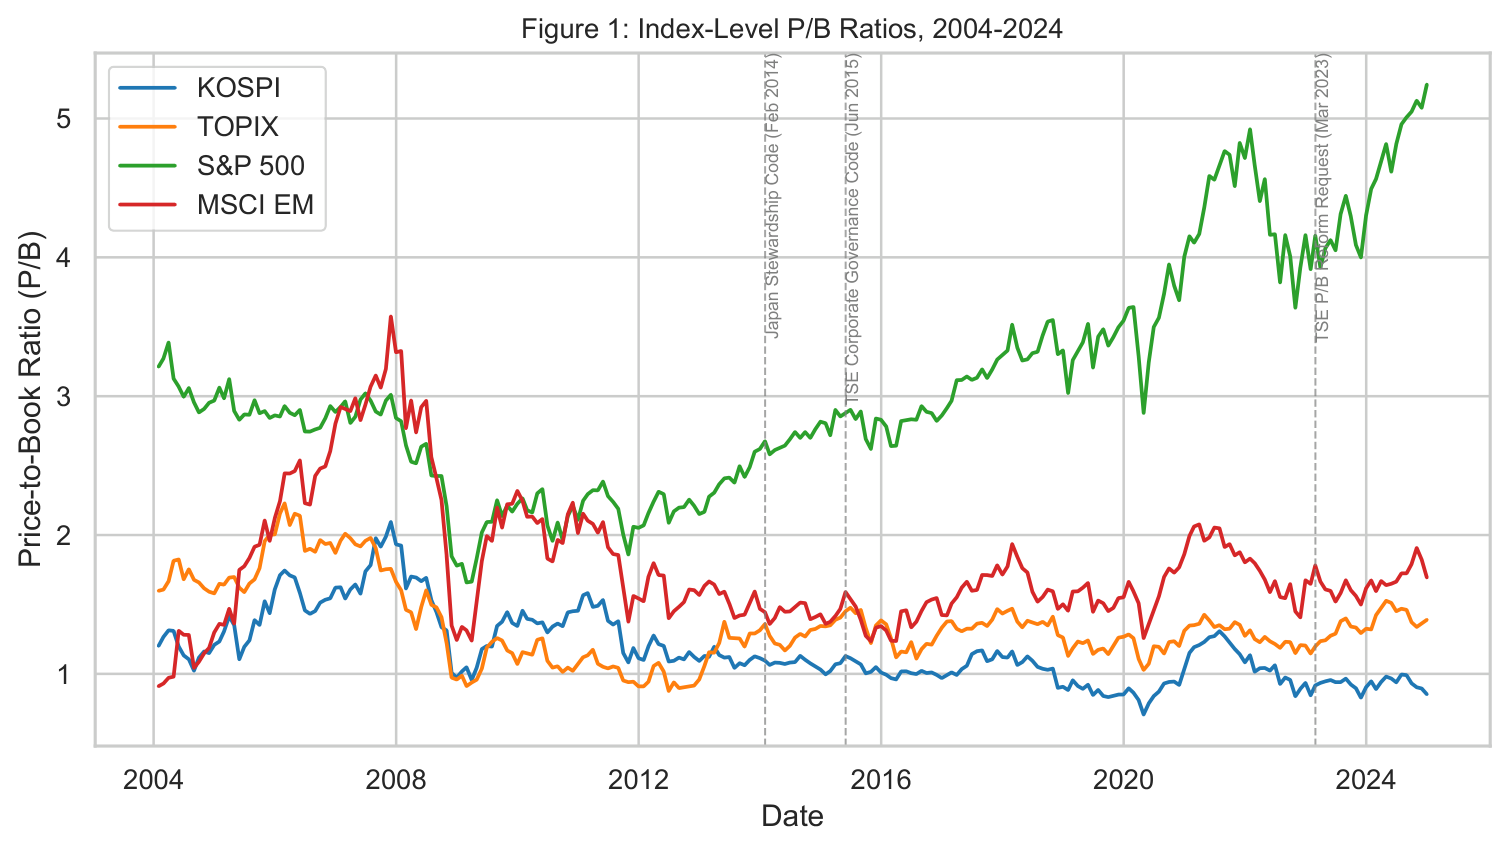 Figure 1: Index-Level P/B Ratios, 2004-2024
KOSPI
TOPIX
S&P 500
MSCI EM
Japan Stewardship Code (Feb 2014)
TSE Corporate Governance Code (Jun 2015)
TSE P/B Reform Request (Mar 2023)
Price-to-Book Ratio (P/B)
5
4
3
2
1
2004
2008
2012
2016
2020
2024
Date